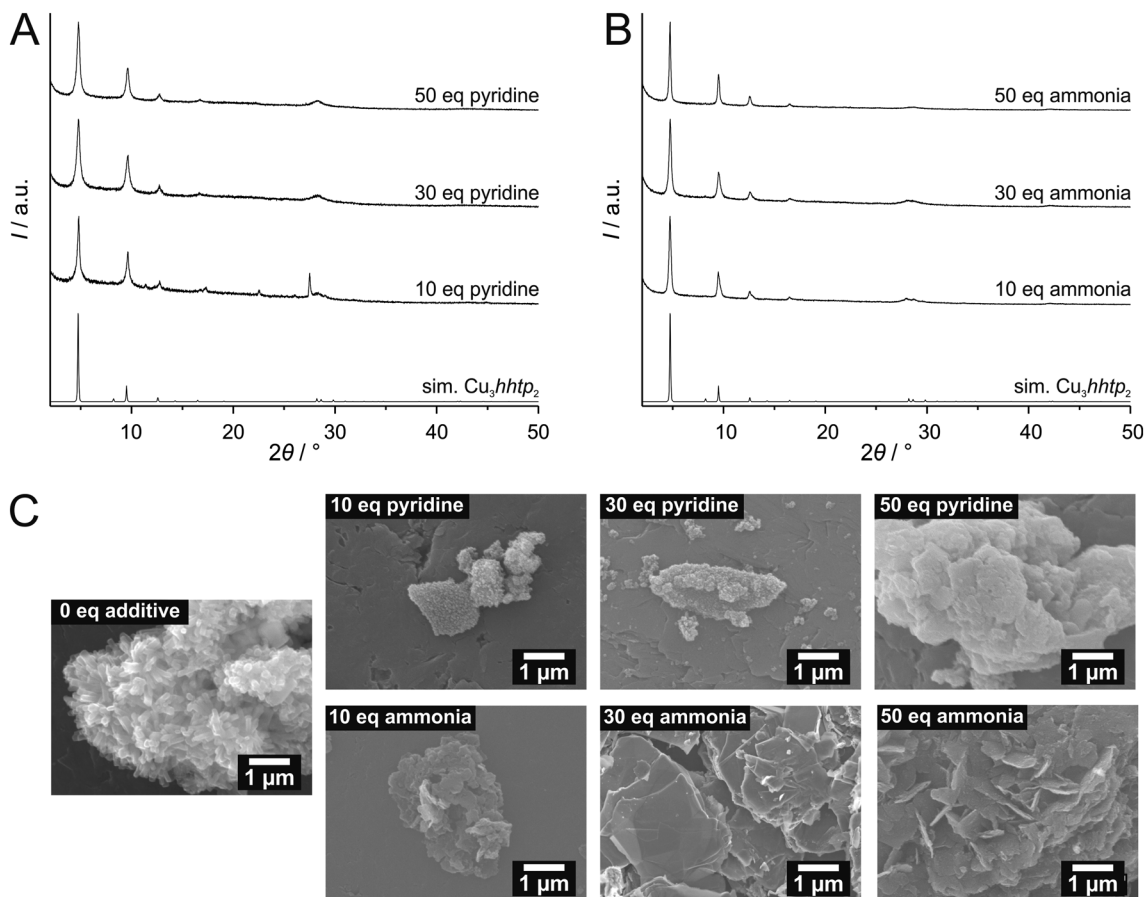 A
50 eq pyridine
30 eq pyridine
10 eq pyridine
sim. Cu₃hhtp₂
I / a.u.
10 20 30 40 50
2θ / °
B
50 eq ammonia
30 eq ammonia
10 eq ammonia
sim. Cu₃hhtp₂
I / a.u.
10 20 30 40 50
2θ / °
C
0 eq additive
1 µm
10 eq pyridine
1 µm
30 eq pyridine
1 µm
50 eq pyridine
1 µm
10 eq ammonia
1 µm
30 eq ammonia
1 µm
50 eq ammonia
1 µm